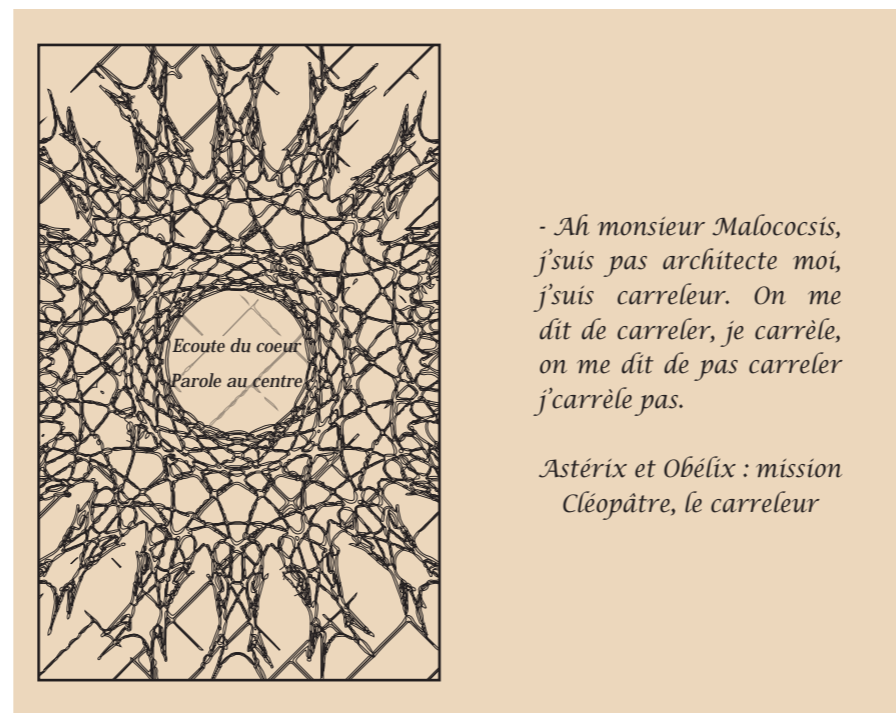 Ecoute du coeur
Parole au centre
- Ah monsieur Malococsis,
j'suis pas architecte moi,
j'suis carreleur. On me
dit de carreler, je carrèle,
on me dit de pas carreler
j'carrèle pas.
Astérix et Obélix : mission
Cléopâtre, le carreleur